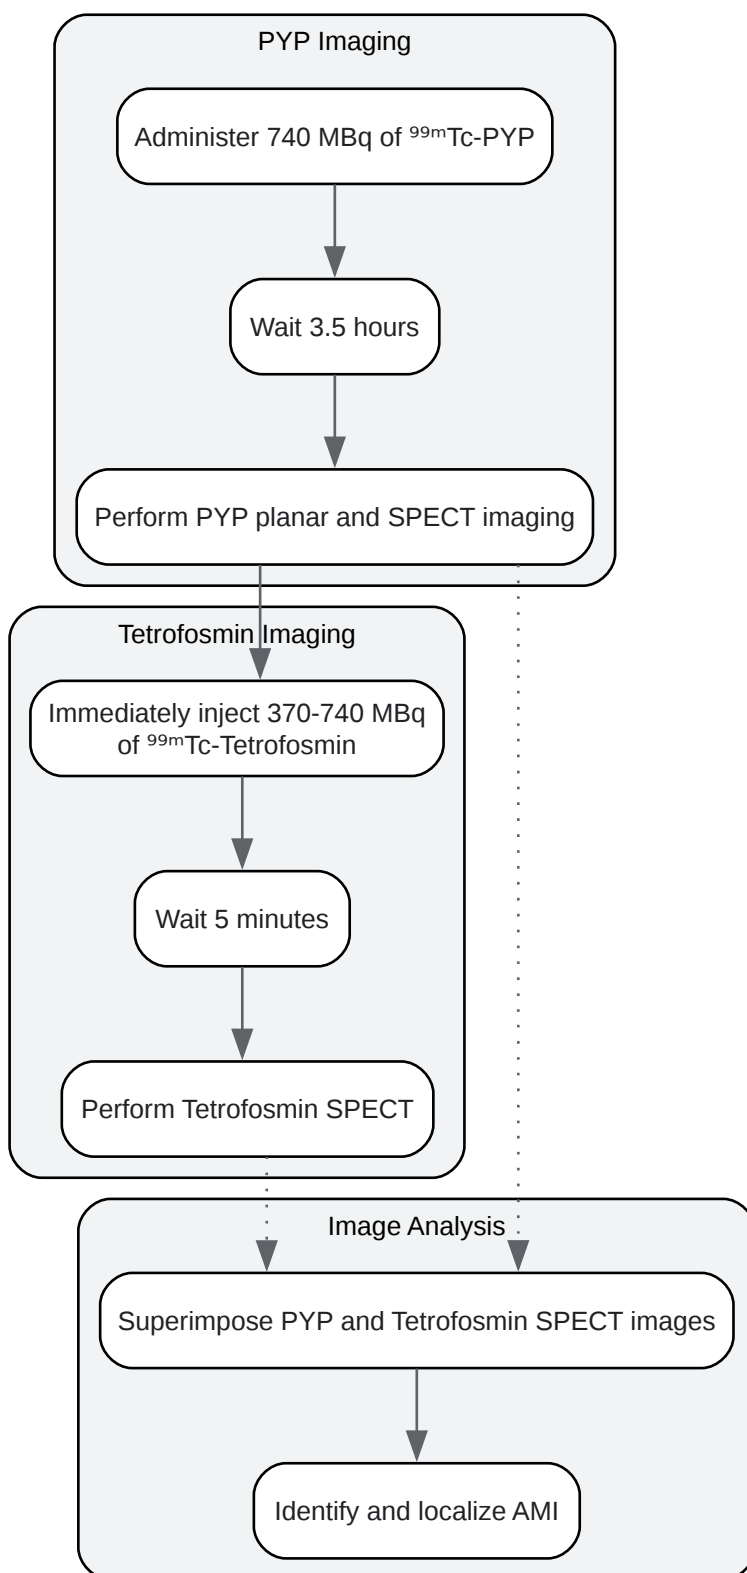 PYP Imaging
Administer 740 MBq of ⁹⁹ᵐTc-PYP
Wait 3.5 hours
Perform PYP planar and SPECT imaging
Tetrofosmin Imaging
Immediately inject 370-740 MBq
of ⁹⁹ᵐTc-Tetrofosmin
Wait 5 minutes
Perform Tetrofosmin SPECT
Image Analysis
Superimpose PYP and Tetrofosmin SPECT images
Identify and localize AMI